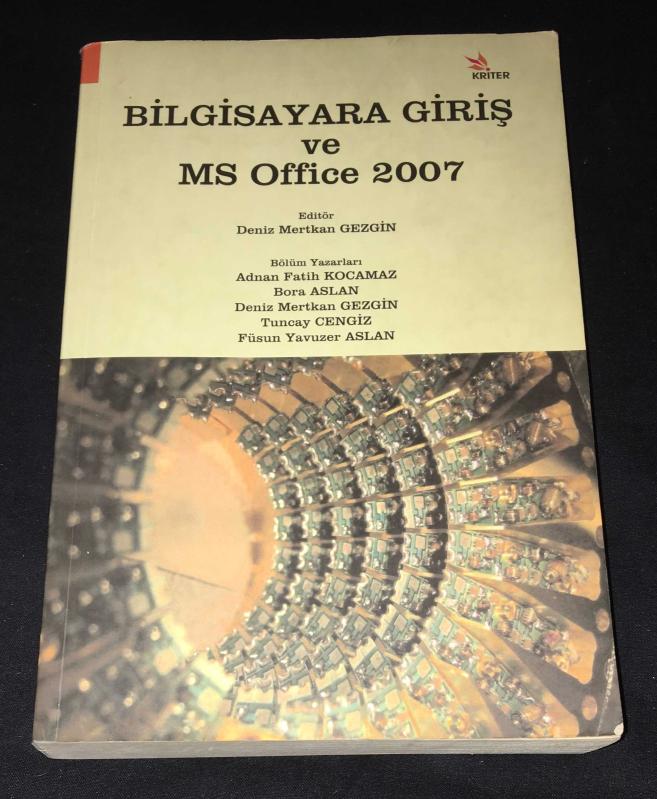 KRİTER
BİLGİSAYARA GİRİŞ
ve
MS Office 2007
Editör
Deniz Mertkan GEZGİN
Bölüm Yazarları
Adnan Fatih KOCAMAZ
Bora ASLAN
Deniz Mertkan GEZGİN
Tuncay CENGİZ
Füsun Yavuzer ASLAN